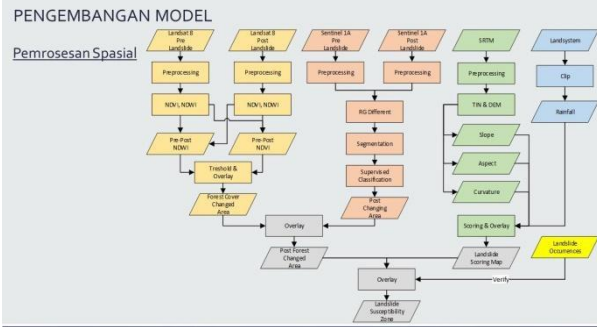 PENGEMBANGAN MODEL
Pemrosesan Spasial
Landsat 8
Pre
Landslide
Landsat 8
Post
Landslide
Sentinel 1A
Pre
Landslide
Sentinel 1A
Post
Landslide
SRTM
Landsystem
Preprocessing
Preprocessing
Preprocessing
Preprocessing
Preprocessing
Clip
NDVI, NDWI
NDVI, NDWI
RG Different
TIN & DEM
Rainfall
Pre-Post
NDWI
Pre-Post
NDVI
Segmentation
Slope
Treshold &
Overlay
Supervised
Classification
Aspect
Forest Cover
Changed
Area
Post
Changing
Area
Curvature
Overlay
Scoring & Overlay
Landslide
Occurrences
Post Forest
Changed
Area
Landslide
Scoring Map
Overlay
Verify
Landslide
Susceptibility
Zone